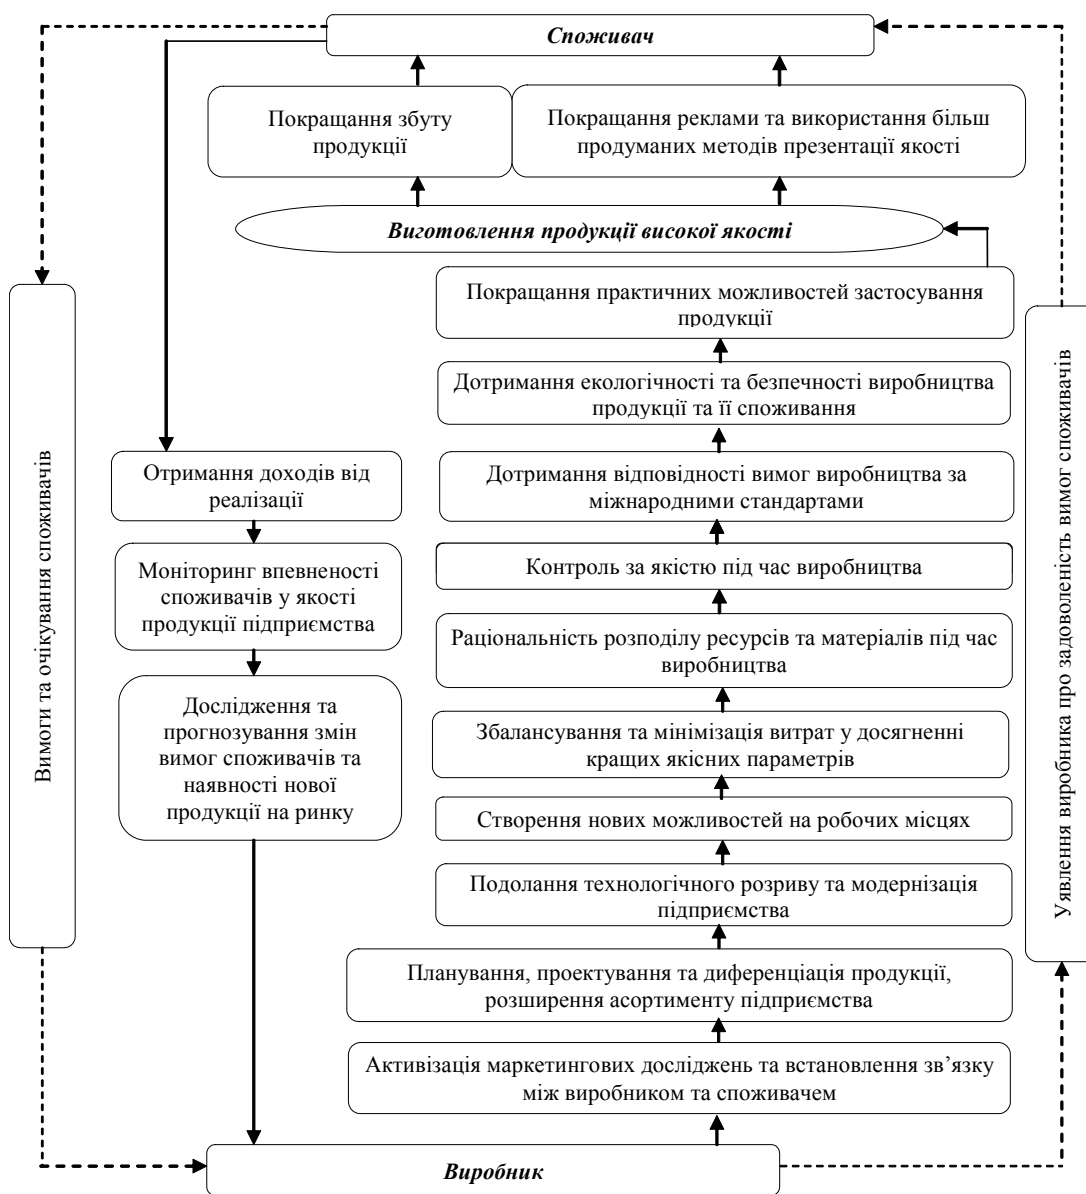 Споживач
Покращання збуту
продукції
Покращання реклами та використання більш
продуманих методів презентації якості
Виготовлення продукції високої якості
Покращання практичних можливостей застосування
продукції
Дотримання екологічності та безпечності виробництва
продукції та її споживання
Дотримання відповідності вимог виробництва за
міжнародними стандартами
Контроль за якістю під час виробництва
Раціональність розподілу ресурсів та матеріалів під час
виробництва
Збалансування та мінімізація витрат у досягненні
кращих якісних параметрів
Створення нових можливостей на робочих місцях
Подолання технологічного розриву та модернізація
підприємства
Планування, проектування та диференціація продукції,
розширення асортименту підприємства
Активізація маркетингових досліджень та встановлення зв’язку
між виробником та споживачем
Отримання доходів від
реалізації
Моніторинг впевненості
споживачів у якості
продукції підприємства
Дослідження та
прогнозування змін
вимог споживачів та
наявності нової
продукції на ринку
Вимоги та очікування споживачів
Уявлення виробника про задоволеність вимог споживачів
Виробник